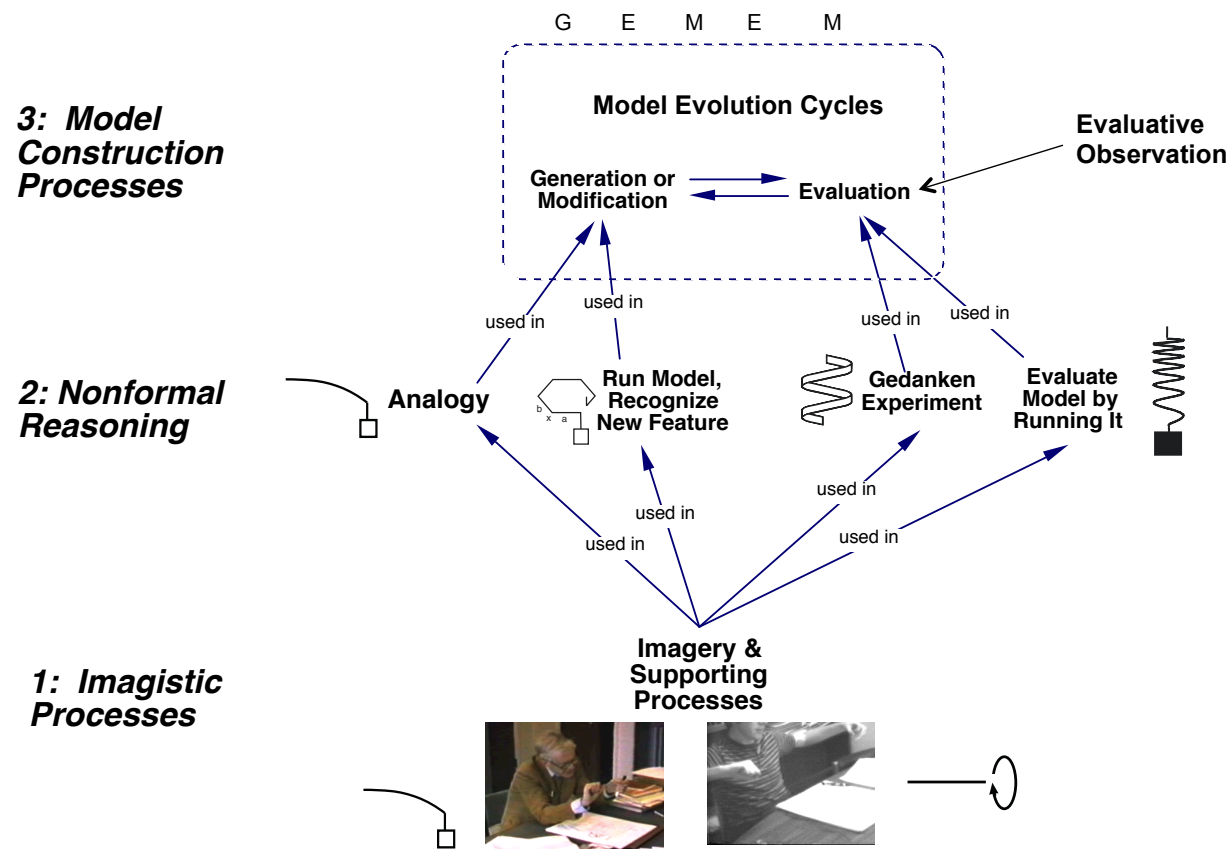 G E M E M
3: Model
Construction
Processes
Model Evolution Cycles
Evaluative
Observation
Generation or
Modification
Evaluation
used in
used in
used in
used in
2: Nonformal
Reasoning
Analogy
b
x
a
Run Model,
Recognize
New Feature
Gedanken
Experiment
Evaluate
Model by
Running It
used in
used in
used in
used in
Imagery &
Supporting
Processes
1: Imagistic
Processes